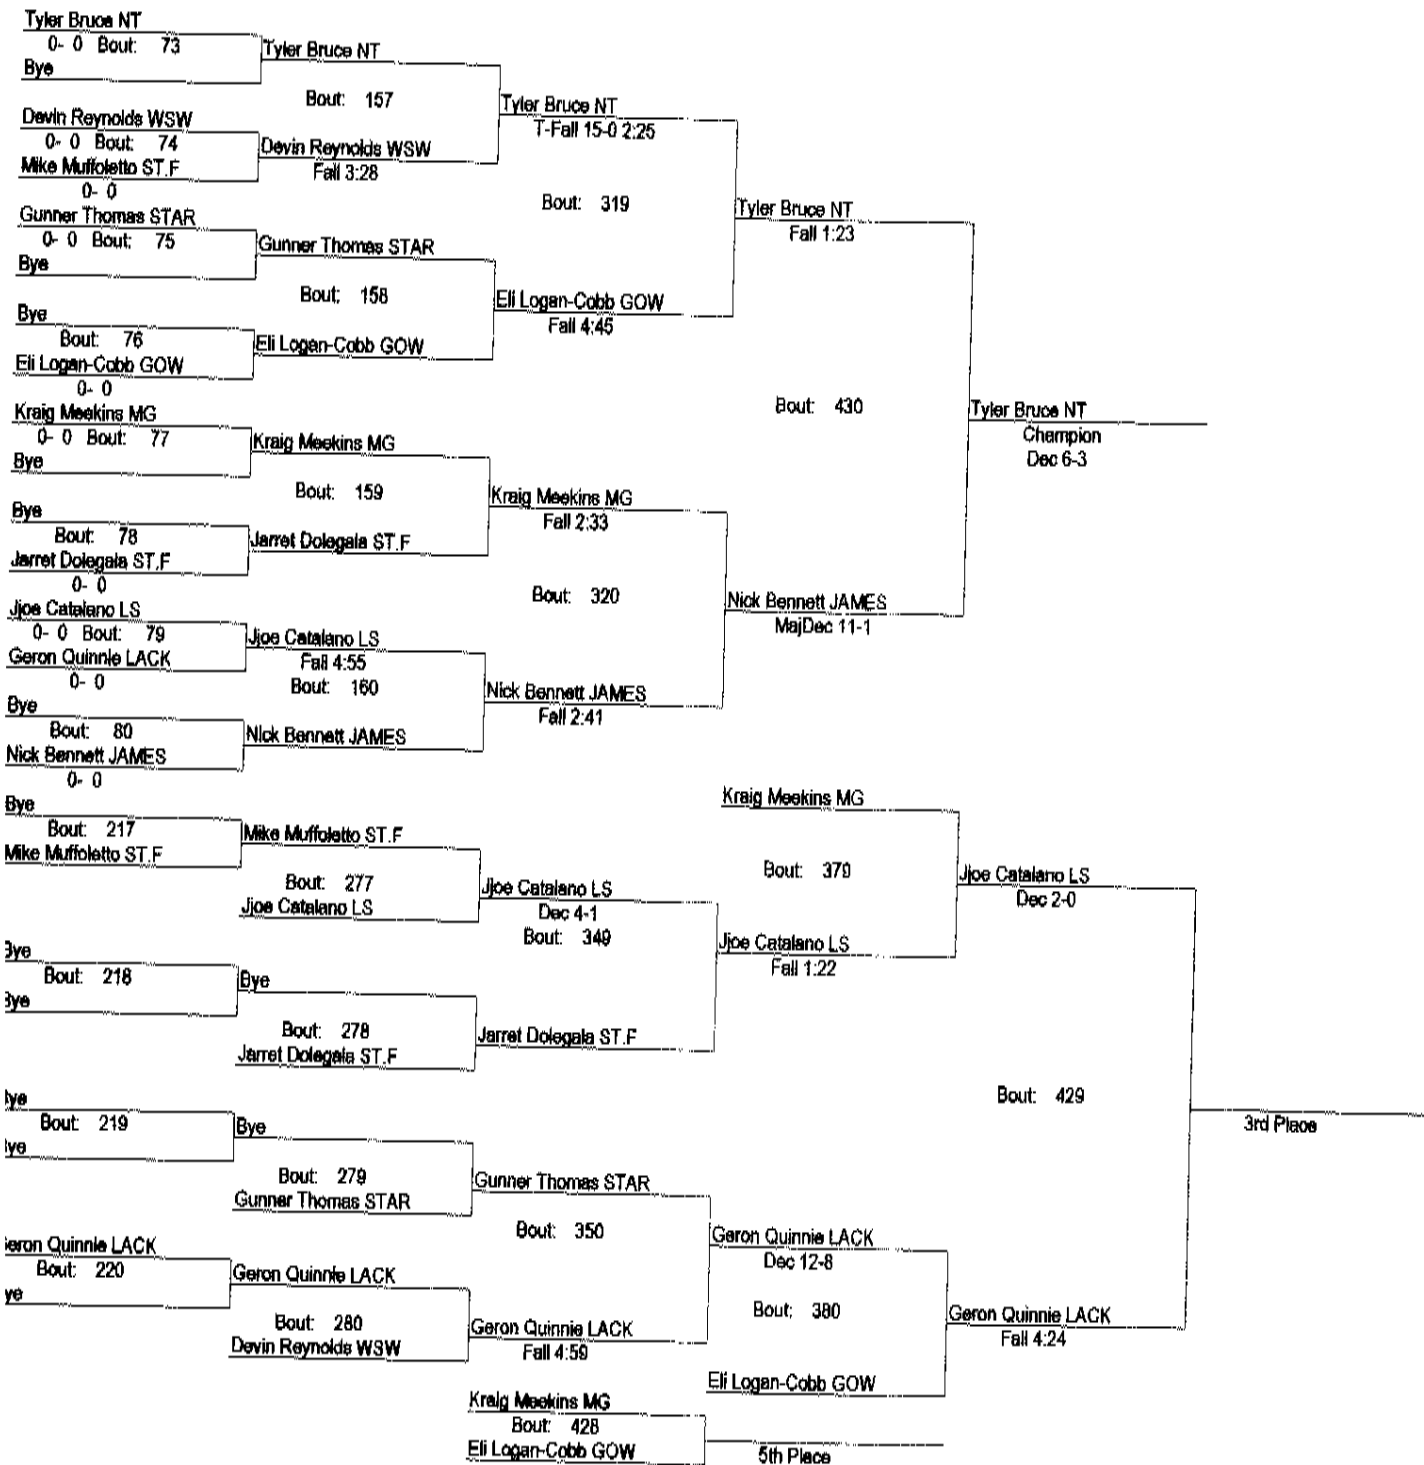 Tyler Bruce NT
0- 0 Bout: 73
Bye
Tyler Bruce NT
Bout: 157
Devin Reynolds WSW
0- 0 Bout: 74
Mike Muffoletto ST.F
0- 0
Devin Reynolds WSW
Fall 3:28
Tyler Bruce NT
T-Fall 15-0 2:25
Bout: 319
Gunner Thomas STAR
0- 0 Bout: 75
Bye
Gunner Thomas STAR
Bout: 158
Bye
Bout: 76
Eli Logan-Cobb GOW
0- 0
Eli Logan-Cobb GOW
Eli Logan-Cobb GOW
Fall 4:45
Tyler Bruce NT
Fall 1:23
Bout: 430
Tyler Bruce NT
Champion
Dec 6-3
Kraig Meekins MG
0- 0 Bout: 77
Bye
Kraig Meekins MG
Bout: 159
Bye
Bout: 78
Jarret Dolegala ST.F
0- 0
Jarret Dolegala ST.F
Kraig Meekins MG
Fall 2:33
Bout: 320
Nick Bennett JAMES
MajDec 11-1
Jjoe Catalano LS
0- 0 Bout: 79
Geron Quinnie LACK
0- 0
Jjoe Catalano LS
Fall 4:55
Bout: 160
Bye
Bout: 80
Nick Bennett JAMES
0- 0
Nick Bennett JAMES
Nick Bennett JAMES
Fall 2:41
Bye
Bout: 217
Mike Muffoletto ST.F
Mike Muffoletto ST.F
Bout: 277
Jjoe Catalano LS
Jjoe Catalano LS
Dec 4-1
Bout: 349
Kraig Meekins MG
Bout: 379
Jjoe Catalano LS
Fall 1:22
Jjoe Catalano LS
Dec 2-0
Bye
Bout: 218
Bye
Bye
Bout: 278
Jarret Dolegala ST.F
Jarret Dolegala ST.F
Bout: 429
3rd Place
Bye
Bout: 219
Bye
Bye
Bout: 279
Gunner Thomas STAR
Gunner Thomas STAR
Bout: 350
Geron Quinnie LACK
Dec 12-8
Bout: 380
Geron Quinnie LACK
Bout: 220
ye
Geron Quinnie LACK
Bout: 280
Devin Reynolds WSW
Geron Quinnie LACK
Fall 4:59
Eli Logan-Cobb GOW
Geron Quinnie LACK
Fall 4:24
Kraig Meekins MG
Bout: 428
Eli Logan-Cobb GOW
5th Place